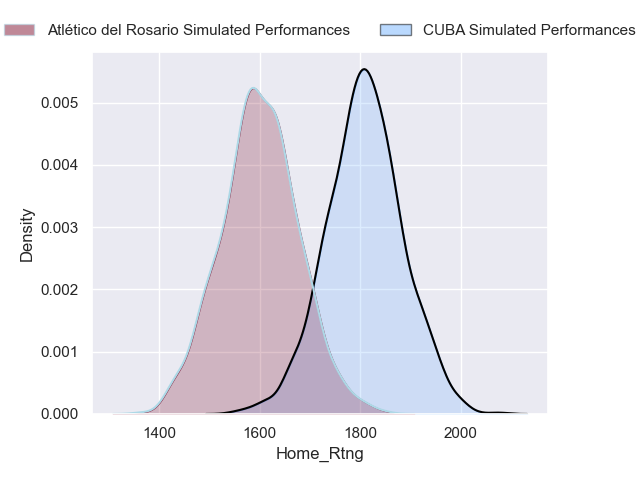 Atlético del Rosario Simulated Performances CUBA Simulated Performances
0.005
0.004
0.003
0.002
0.001
0.000
Density
1400 1600 1800 2000
Home_Rtng